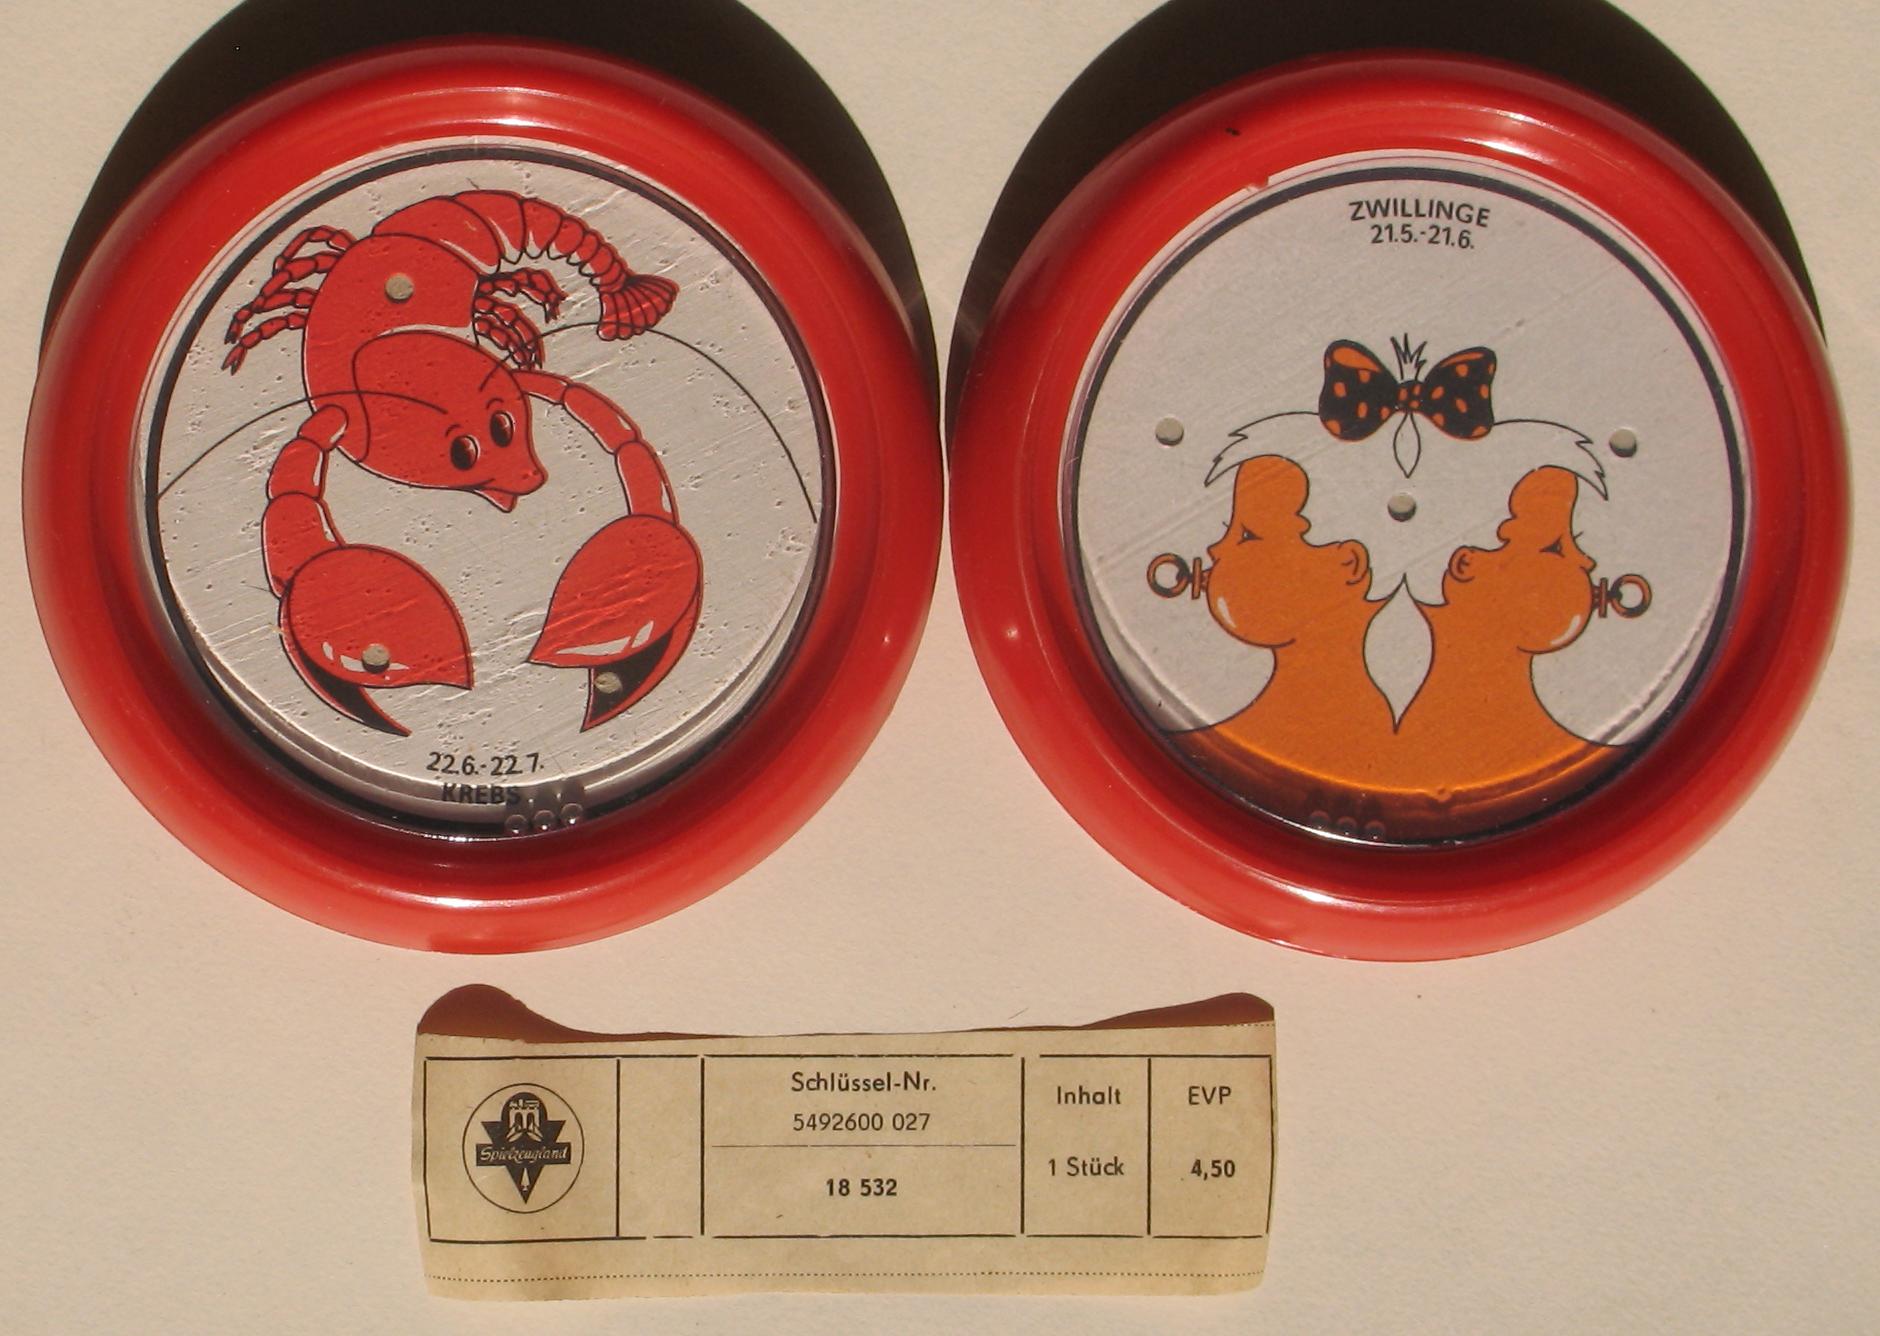 22.6.-22.7.
KREBS
ZWILLINGE
21.5.-21.6.
Spielzeugland
Schlüssel-Nr.
5492600 027
18 532
Inhalt
1 Stück
EVP
4,50